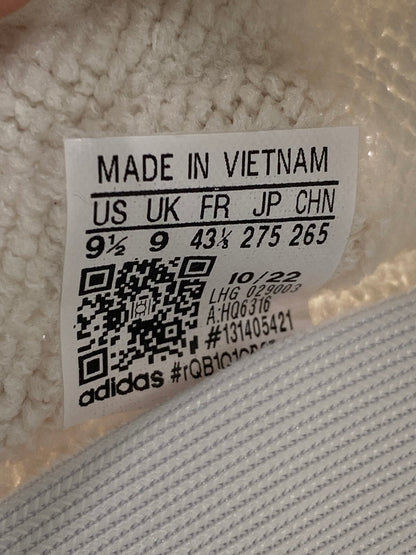 MADE IN VIETNAM
US UK FR JP CHN
9½ 9 43⅓ 275 265
10/22
LHG 029003
A:HQ6316
#131405421
adidas